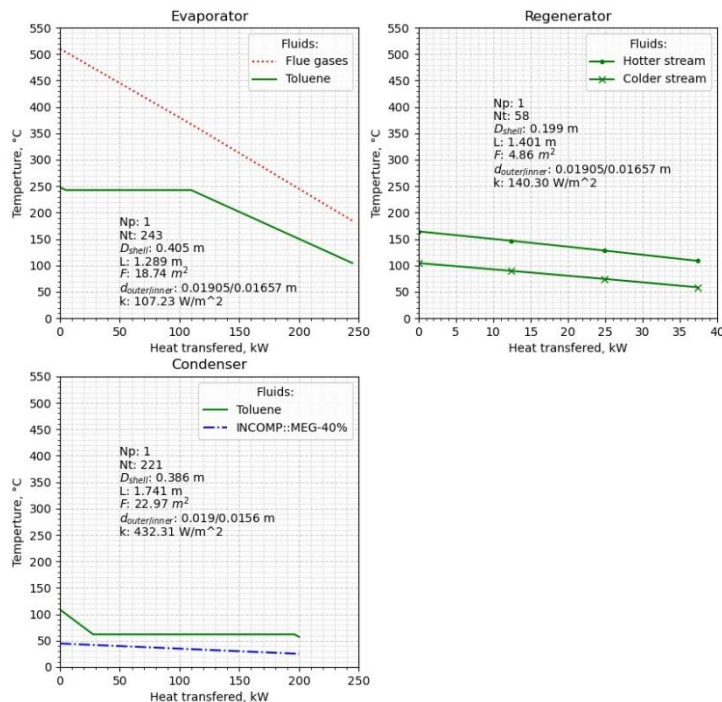 Evaporator
Temperture, °C
550
500
450
400
350
300
250
200
150
100
50
0
Fluids:
Flue gases
Toluene
Np: 1
Nt: 243
D_shell: 0.405 m
L: 1.289 m
F: 18.74 m²
d_outer/inner: 0.01905/0.01657 m
k: 107.23 W/m^2
0 50 100 150 200 250
Heat transfered, kW
Regenerator
Temperture, °C
550
500
450
400
350
300
250
200
150
100
50
0
Fluids:
Hotter stream
Colder stream
Np: 1
Nt: 58
D_shell: 0.199 m
L: 1.401 m
F: 4.86 m²
d_outer/inner: 0.01905/0.01657 m
k: 140.30 W/m^2
0 5 10 15 20 25 30 35 40
Heat transfered, kW
Condenser
Temperture, °C
550
500
450
400
350
300
250
200
150
100
50
0
Fluids:
Toluene
INCOMP::MEG-40%
Np: 1
Nt: 221
D_shell: 0.386 m
L: 1.741 m
F: 22.97 m²
d_outer/inner: 0.019/0.0156 m
k: 432.31 W/m^2
0 50 100 150 200 250
Heat transfered, kW